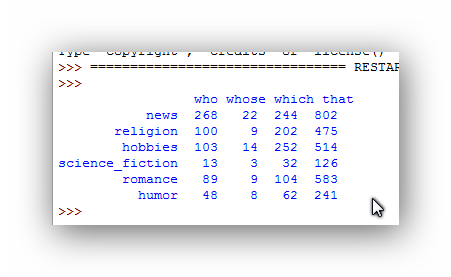 Type "copyright", "credits" or "license()"
>>> ================================ RESTAR
>>>
who whose which that
news 268 22 244 802
religion 100 9 202 475
hobbies 103 14 252 514
science_fiction 13 3 32 126
romance 89 9 104 583
humor 48 8 62 241
>>>